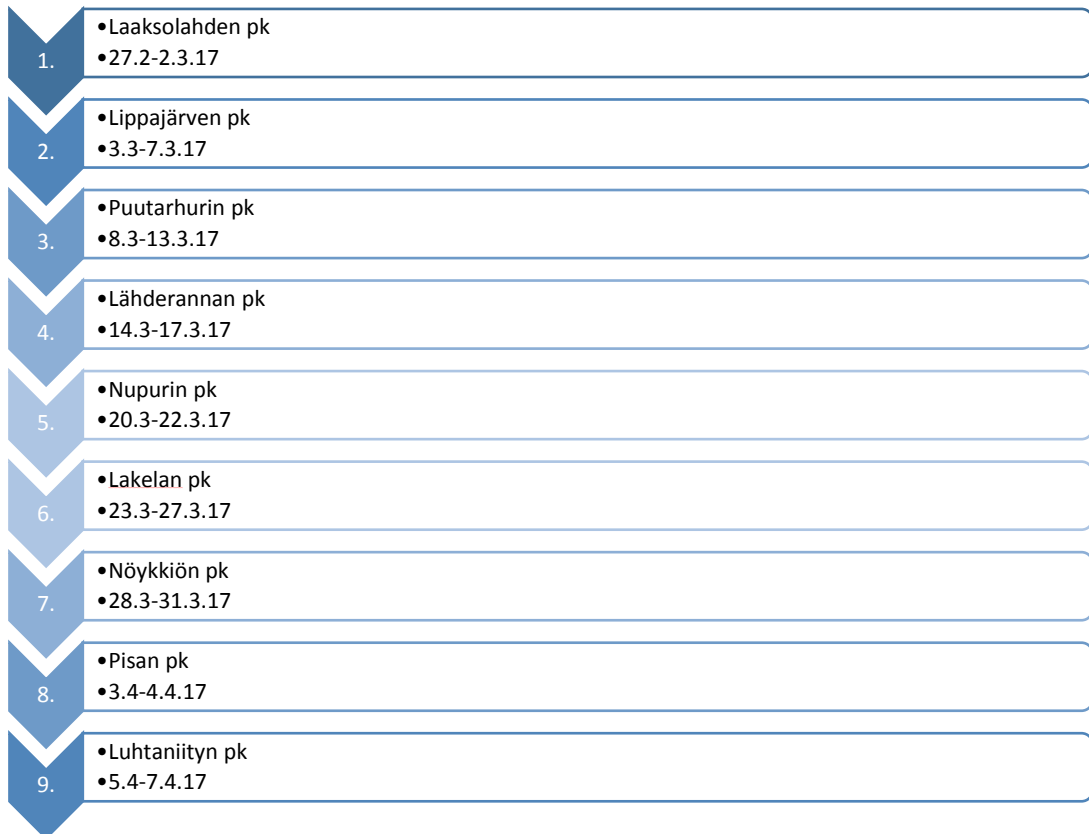 1.
•Laaksolahden pk
•27.2-2.3.17
2.
•Lippajärven pk
•3.3-7.3.17
3.
•Puutarhurin pk
•8.3-13.3.17
4.
•Lähderannan pk
•14.3-17.3.17
5.
•Nupurin pk
•20.3-22.3.17
6.
•Lakelan pk
•23.3-27.3.17
7.
•Nöykkiön pk
•28.3-31.3.17
8.
•Pisan pk
•3.4-4.4.17
9.
•Luhtaniityn pk
•5.4-7.4.17